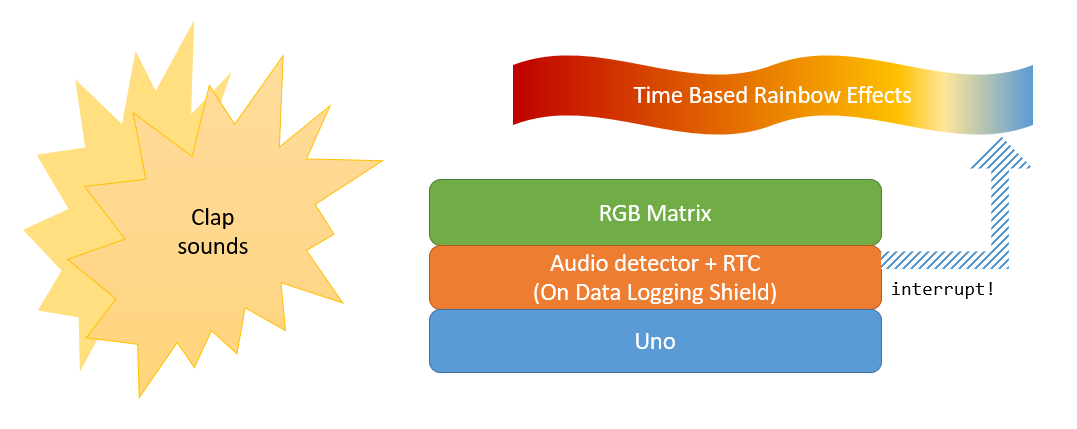 Time Based Rainbow Effects
Clap
sounds
RGB Matrix
Audio detector + RTC
(On Data Logging Shield)
interrupt!
Uno